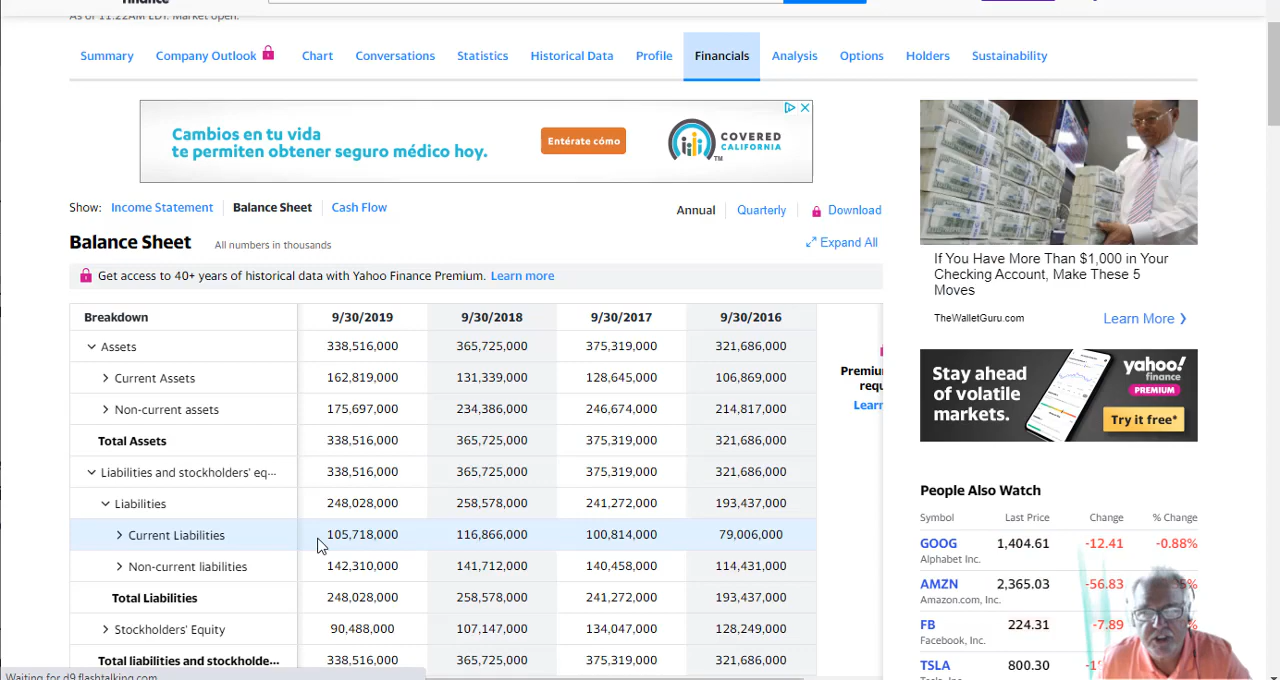 finance
As of 11:22AM EDT. Market open.
Summary Company Outlook Chart Conversations Statistics Historical Data Profile Financials Analysis Options Holders Sustainability
Cambios en tu vida
te permiten obtener seguro médico hoy.
Entérate cómo
COVERED
CALIFORNIA
TM
Show: Income Statement Balance Sheet Cash Flow
Annual Quarterly Download
Balance Sheet All numbers in thousands
Expand All
Get access to 40+ years of historical data with Yahoo Finance Premium. Learn more
Breakdown 9/30/2019 9/30/2018 9/30/2017 9/30/2016
Assets 338,516,000 365,725,000 375,319,000 321,686,000
Current Assets 162,819,000 131,339,000 128,645,000 106,869,000
Non-current assets 175,697,000 234,386,000 246,674,000 214,817,000
Total Assets 338,516,000 365,725,000 375,319,000 321,686,000
Liabilities and stockholders' eq... 338,516,000 365,725,000 375,319,000 321,686,000
Liabilities 248,028,000 258,578,000 241,272,000 193,437,000
Current Liabilities 105,718,000 116,866,000 100,814,000 79,006,000
Non-current liabilities 142,310,000 141,712,000 140,458,000 114,431,000
Total Liabilities 248,028,000 258,578,000 241,272,000 193,437,000
Stockholders' Equity 90,488,000 107,147,000 134,047,000 128,249,000
Total liabilities and stockholde... 338,516,000 365,725,000 375,319,000 321,686,000
Premiu
requ
Learn
If You Have More Than $1,000 in Your
Checking Account, Make These 5
Moves
TheWalletGuru.com Learn More
Stay ahead
of volatile
markets.
yahoo!
finance
PREMIUM
Try it free*
People Also Watch
Symbol Last Price Change % Change
GOOG 1,404.61 -12.41 -0.88%
Alphabet Inc.
AMZN 2,365.03 -56.83
Amazon.com, Inc.
FB 224.31 -7.89
Facebook, Inc.
TSLA 800.30
Waiting for d9.flashtalking.com